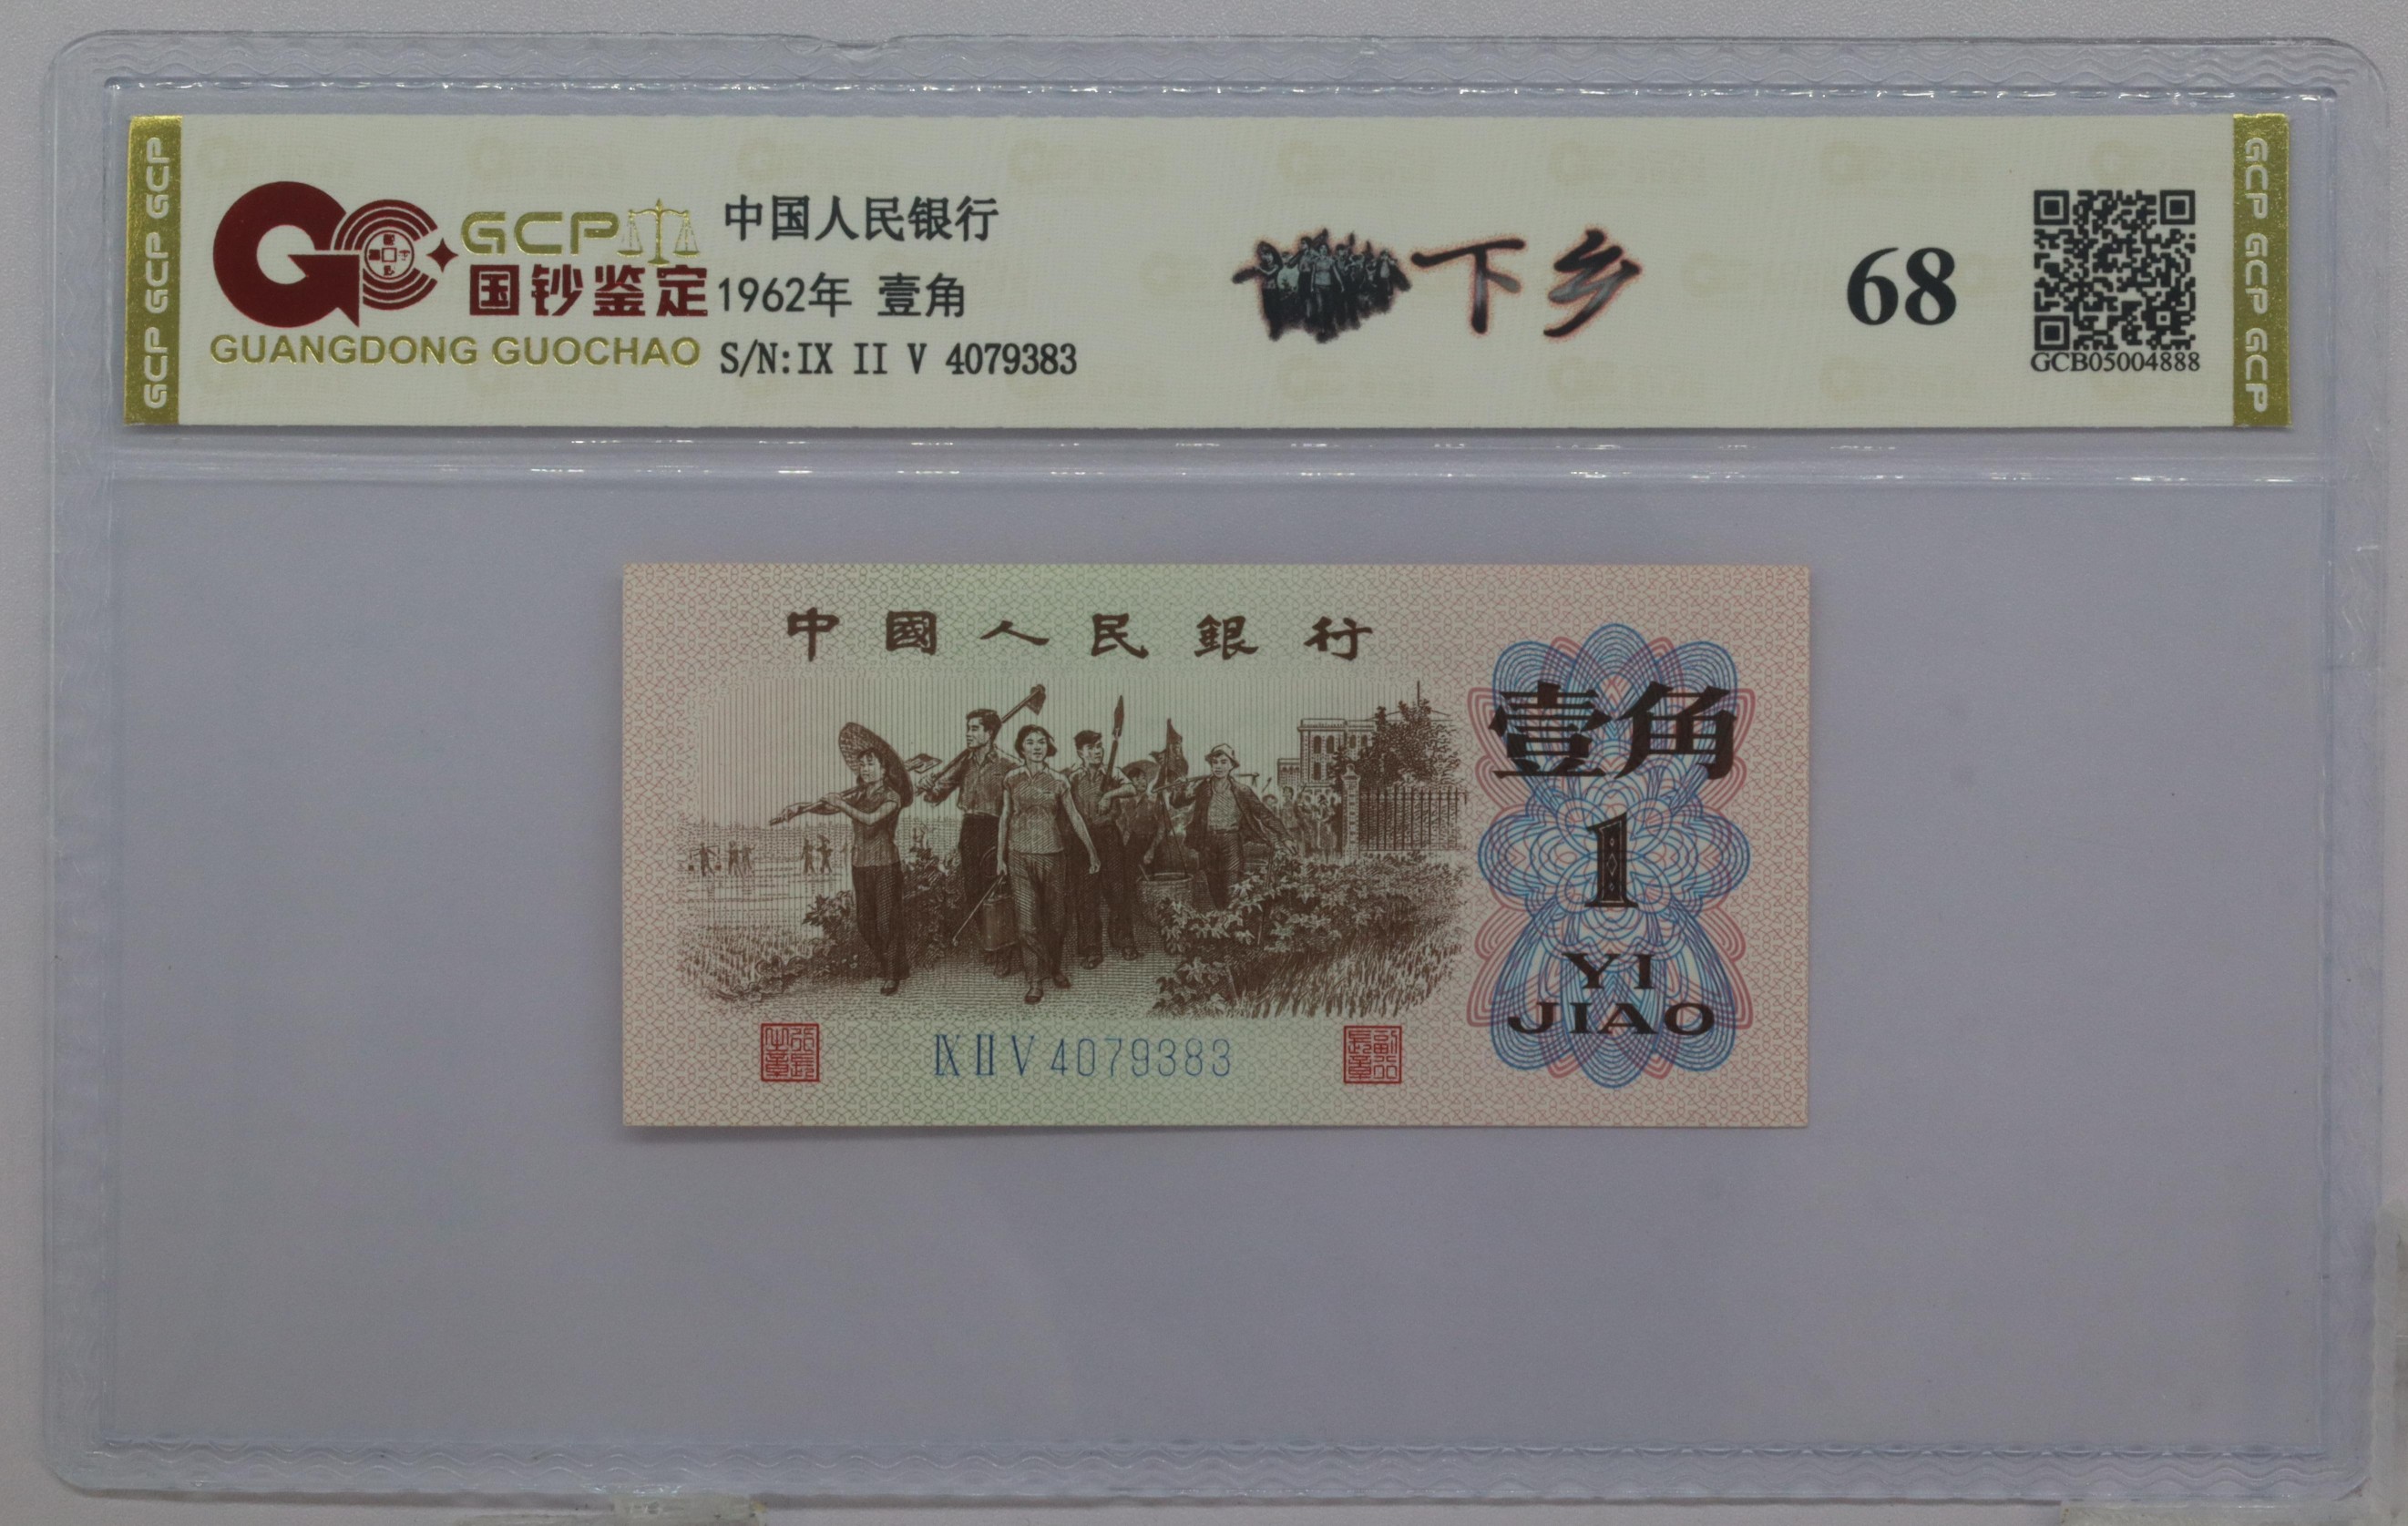 GCP GCP GCP
GCP
国钞鉴定
GUANGDONG GUOCHAO
中国人民银行
1962年 壹角
S/N:IX II V 4079383
下乡
68
GCB05004888
GCP GCP GCP
中國人民銀行
壹角
1
YI
JIAO
IX II V 4079383